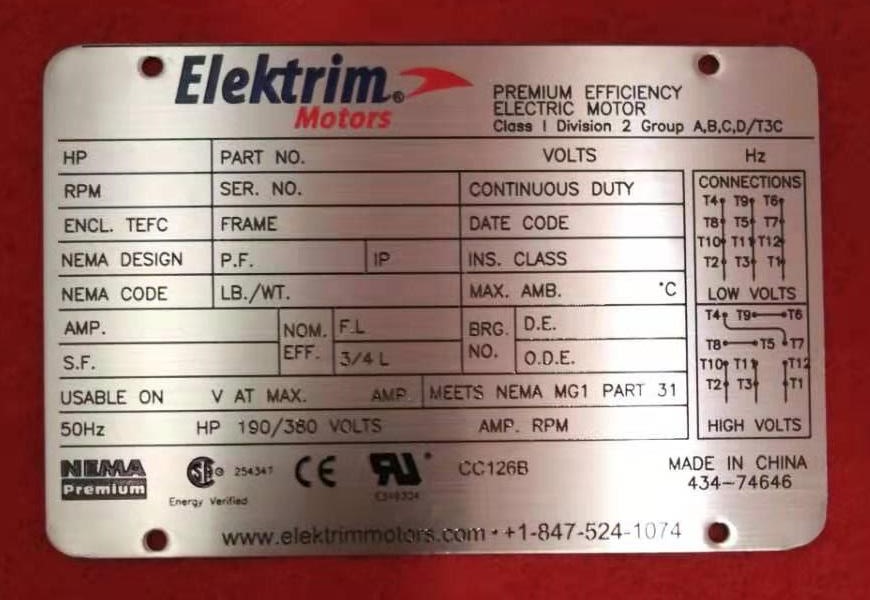 Elektrim®
Motors
PREMIUM EFFICIENCY
ELECTRIC MOTOR
Class I Division 2 Group A,B,C,D/T3C
HP PART NO. VOLTS Hz
RPM SER. NO. CONTINUOUS DUTY
ENCL. TEFC FRAME DATE CODE
NEMA DESIGN P.F. IP INS. CLASS
NEMA CODE LB./WT. MAX. AMB. °C
AMP. NOM. EFF. F.L BRG. NO. D.E.
S.F. 3/4 L O.D.E.
USABLE ON V AT MAX. AMP. MEETS NEMA MG1 PART 31
50Hz HP 190/380 VOLTS AMP. RPM
CONNECTIONS
T4 T9 T6
T8 T5 T7
T10 T11 T12
T2 T3 T1
LOW VOLTS
T4 T9 T6
T8 T5 T7
T10 T11 T12
T2 T3 T1
HIGH VOLTS
NEMA
Premium
254347
Energy Verified
CE
CC126B
MADE IN CHINA
434-74646
www.elektrimmotors.com • +1-847-524-1074